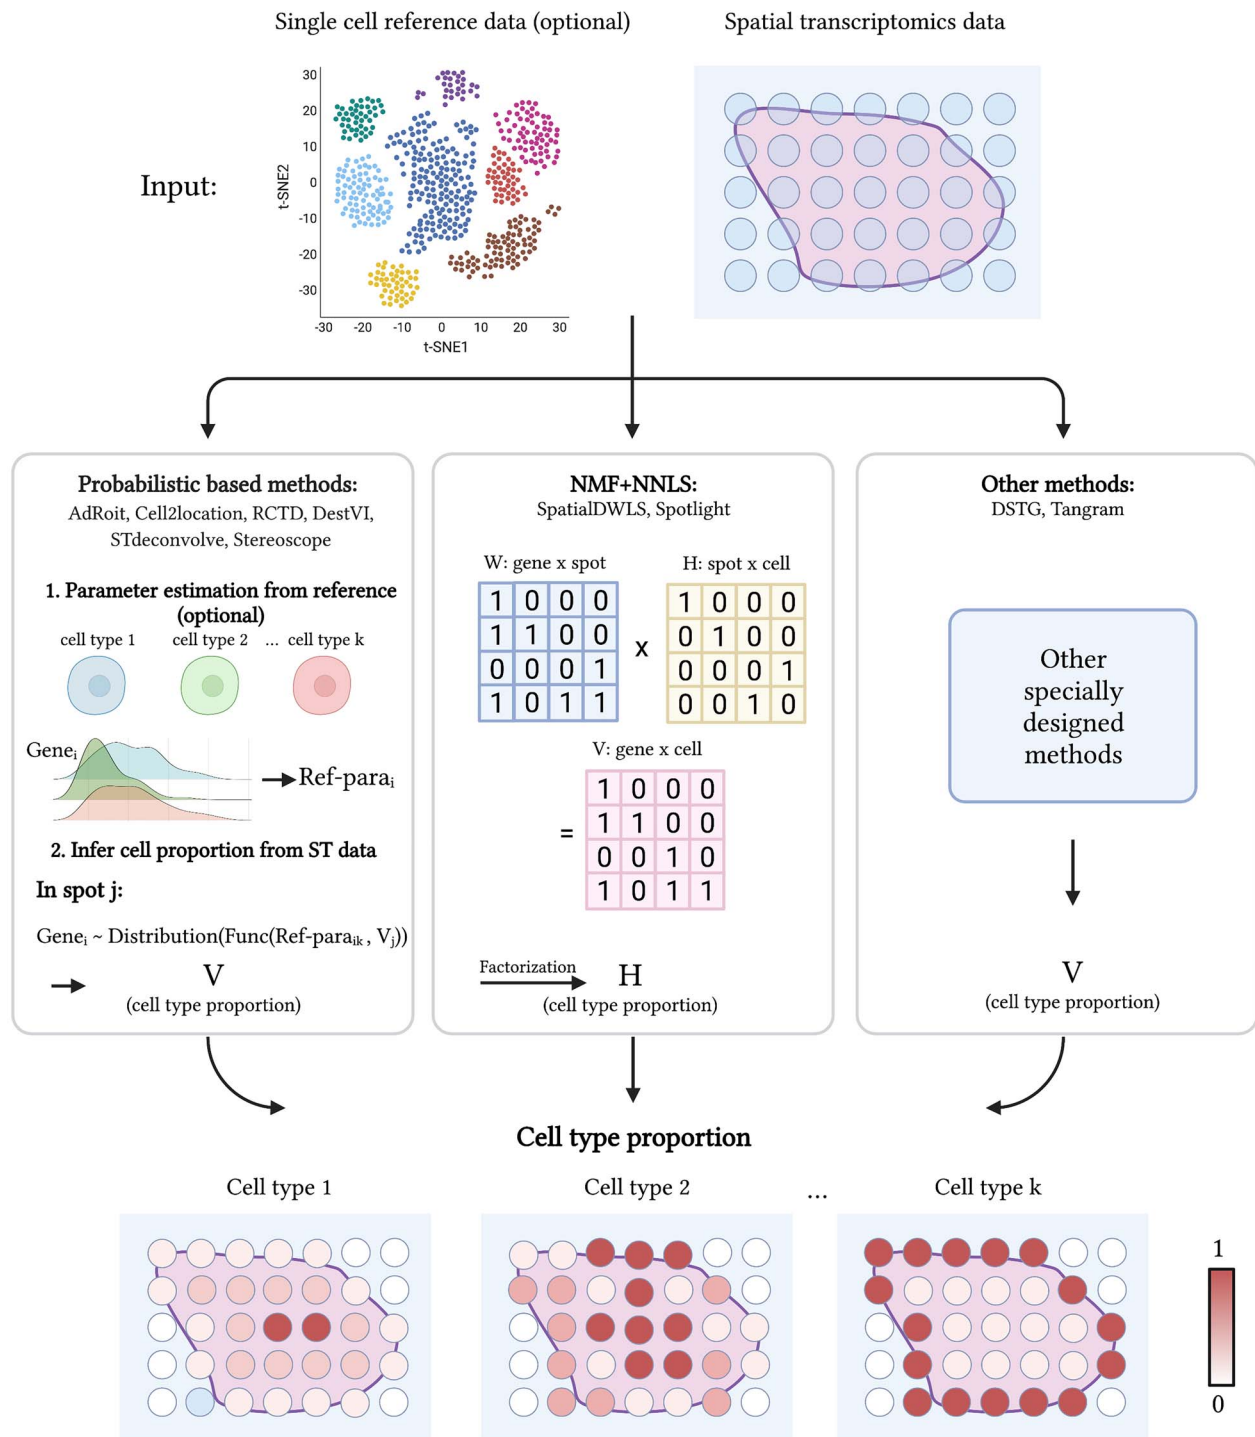 Single cell reference data (optional)
Spatial transcriptomics data
Input:
t-SNE2
30
20
10
0
-10
-20
-30
-30 -20 -10 0 10 20 30
t-SNE1
Probabilistic based methods:
AdRoit, Cell2location, RCTD, DestVI,
STdeconvolve, Stereoscope
1. Parameter estimation from reference
(optional)
cell type 1 cell type 2 ... cell type k
Geneᵢ
Ref-paraᵢ
2. Infer cell proportion from ST data
In spot j:
Geneᵢ ~ Distribution(Func(Ref-paraᵢₖ , Vⱼ))
V
(cell type proportion)
NMF+NNLS:
SpatialDWLS, Spotlight
W: gene x spot
1 0 0 0
1 1 0 0
0 0 0 1
1 0 1 1
x
H: spot x cell
1 0 0 0
0 1 0 0
0 0 0 1
0 0 1 0
V: gene x cell
=
1 0 0 0
1 1 0 0
0 0 1 0
1 0 1 1
Factorization
H
(cell type proportion)
Other methods:
DSTG, Tangram
Other
specially
designed
methods
V
(cell type proportion)
Cell type proportion
Cell type 1
Cell type 2
...
Cell type k
1
0